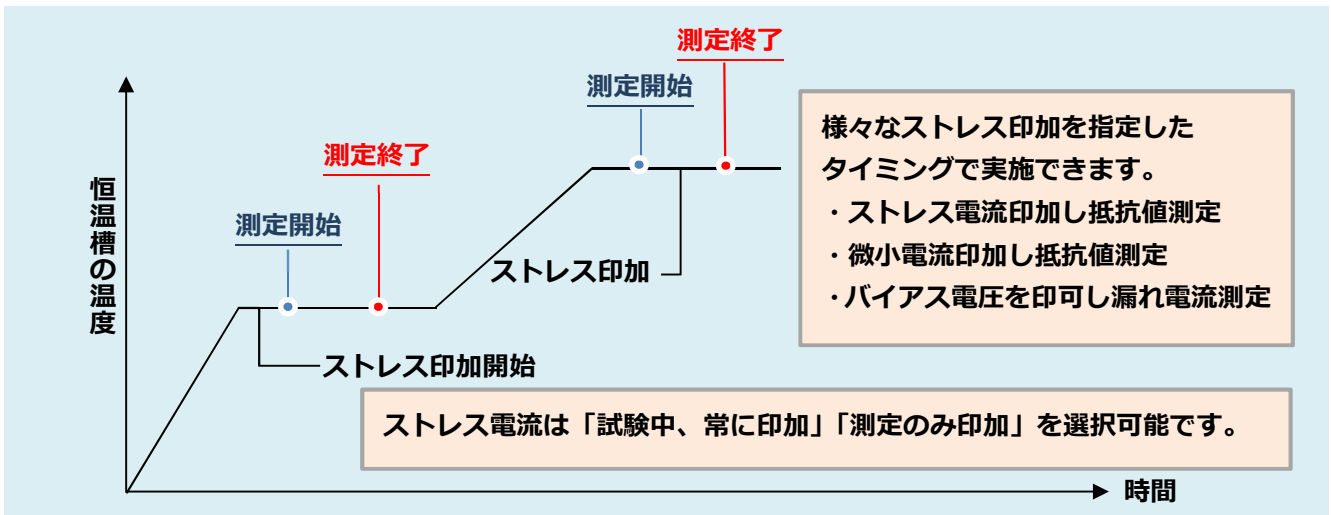 測定終了
測定開始
測定終了
測定開始
恒温槽の温度
ストレス印加
ストレス印加開始
様々なストレス印加を指定した
タイミングで実施できます。
・ストレス電流印加し抵抗値測定
・微小電流印加し抵抗値測定
・バイアス電圧を印可し漏れ電流測定
ストレス電流は「試験中、常に印加」「測定のみ印加」を選択可能です。
時間